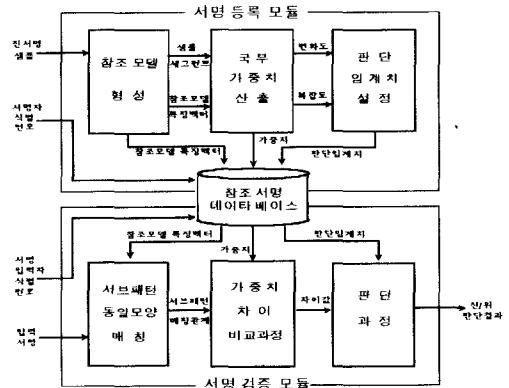 서명 등록 모듈
진서명
샘플
서명자
식별
번호
참조 모델
형성
샘플
세그먼트
참조모델
특징벡터
국부
가중치
산출
변화도
복잡도
판단
임계치
설정
참조모델 특징벡터
가중치
판단임계치
참조 서명
데이타 베이스
참조모델 특징벡터
가중치
판단임계치
서명
입력자
식별
번호
입력
서명
서브패턴
동일모양
매칭
서브패턴
매칭관계
가중치
차이
비교과정
차이값
판단
과정
진/위
판단결과
서명 검증 모듈